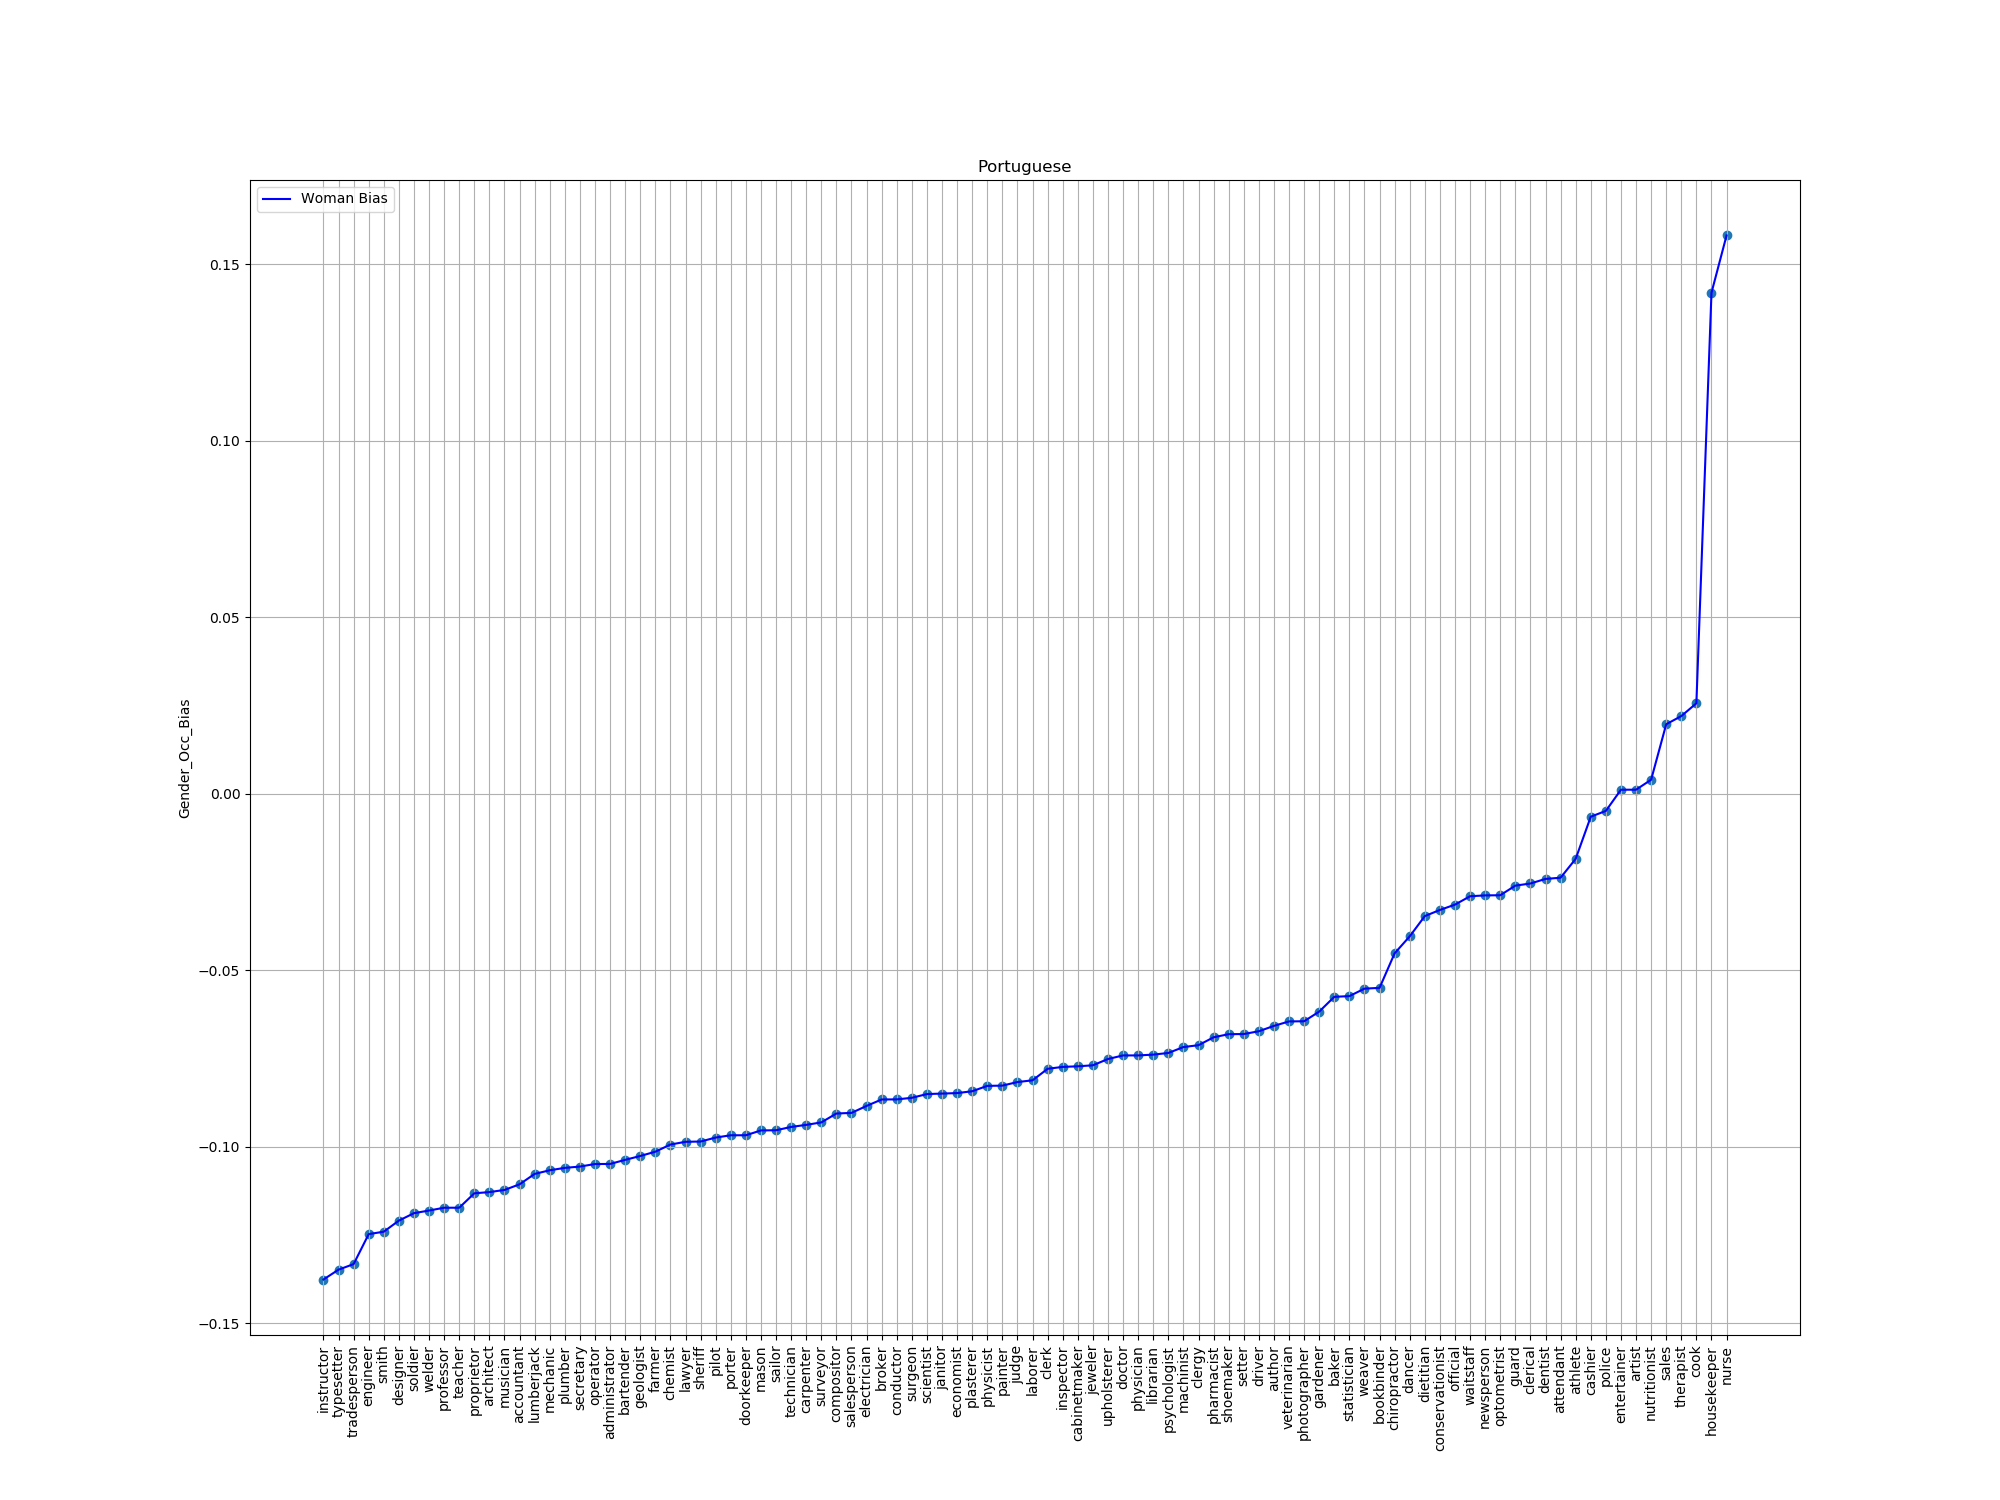 Portuguese
Woman Bias
0.15
0.10
0.05
0.00
−0.05
−0.10
−0.15
Gender_Occ_Bias
instructor
typesetter
tradesperson
engineer
smith
designer
soldier
welder
professor
teacher
proprietor
architect
musician
accountant
lumberjack
mechanic
plumber
secretary
operator
administrator
bartender
geologist
farmer
chemist
lawyer
sheriff
pilot
porter
doorkeeper
mason
sailor
technician
carpenter
surveyor
compositor
salesperson
electrician
broker
conductor
surgeon
scientist
janitor
economist
plasterer
physicist
painter
judge
laborer
clerk
inspector
cabinetmaker
jeweler
upholsterer
doctor
physician
librarian
psychologist
machinist
clergy
pharmacist
shoemaker
setter
driver
author
veterinarian
photographer
gardener
baker
statistician
weaver
bookbinder
chiropractor
dancer
dietitian
conservationist
official
waitstaff
newsperson
optometrist
guard
clerical
dentist
attendant
athlete
cashier
police
entertainer
artist
nutritionist
sales
therapist
cook
housekeeper
nurse